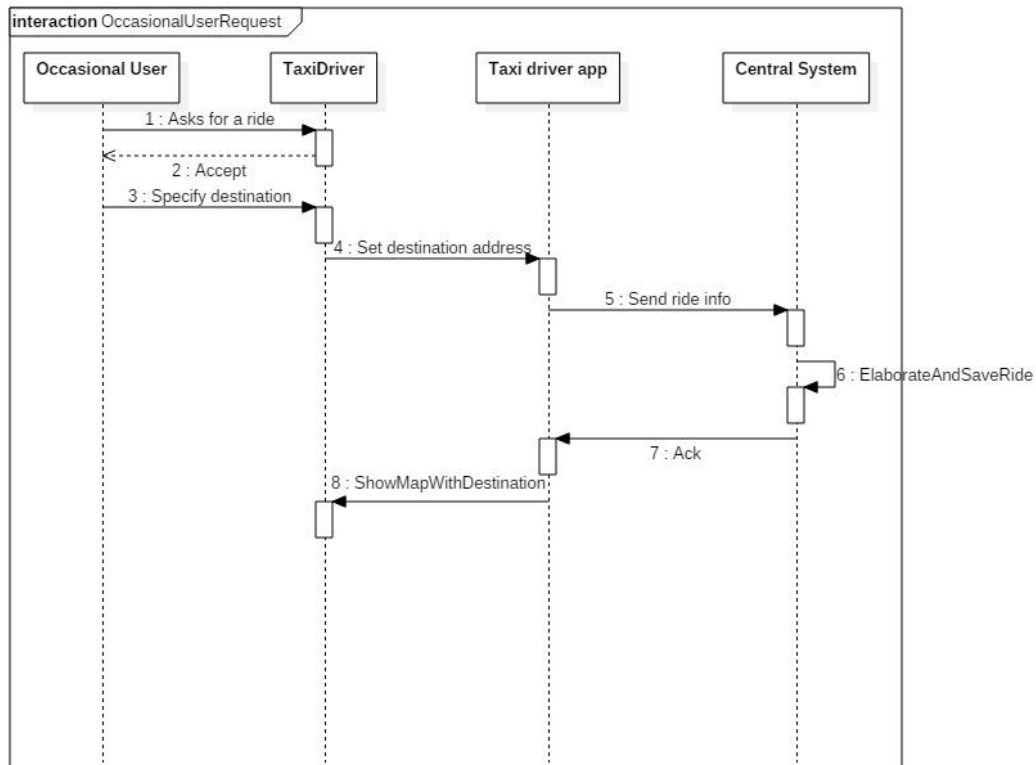 interaction OccasionalUserRequest
Occasional User
TaxiDriver
Taxi driver app
Central System
1 : Asks for a ride
2 : Accept
3 : Specify destination
4 : Set destination address
5 : Send ride info
6 : ElaborateAndSaveRide
7 : Ack
8 : ShowMapWithDestination